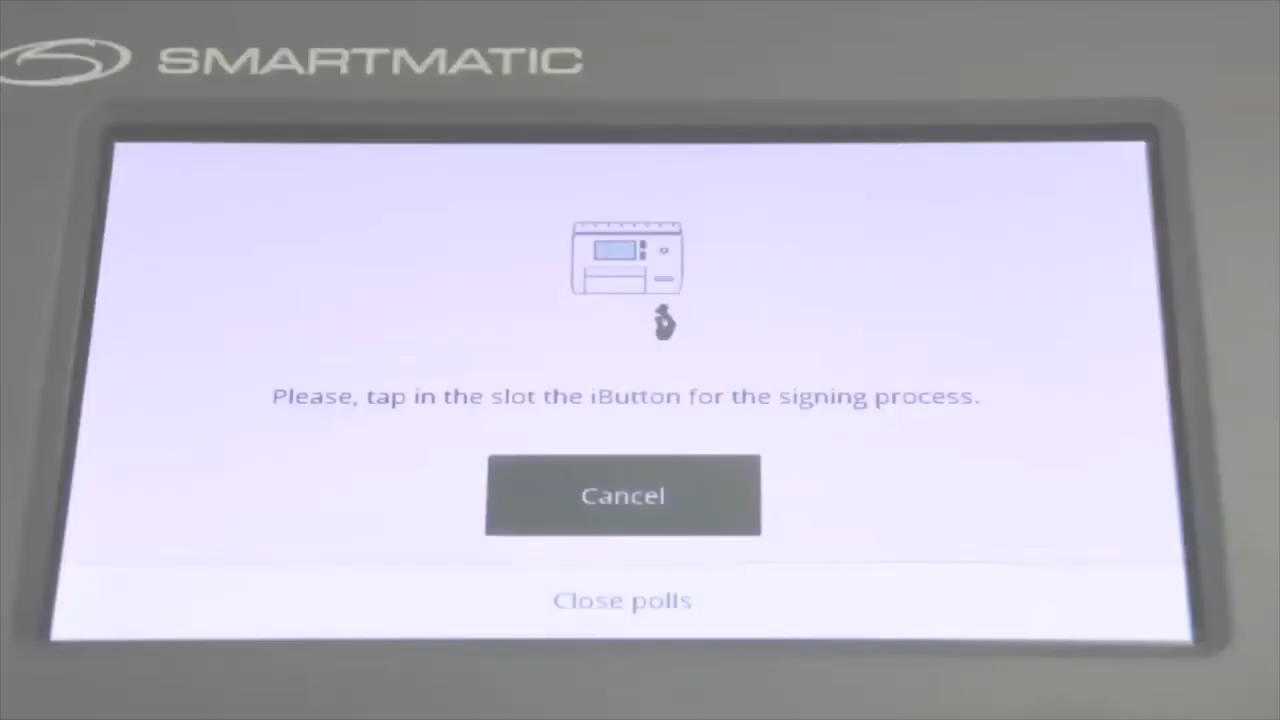 SMARTMATIC
Please, tap in the slot the iButton for the signing process.
Cancel
Close polls